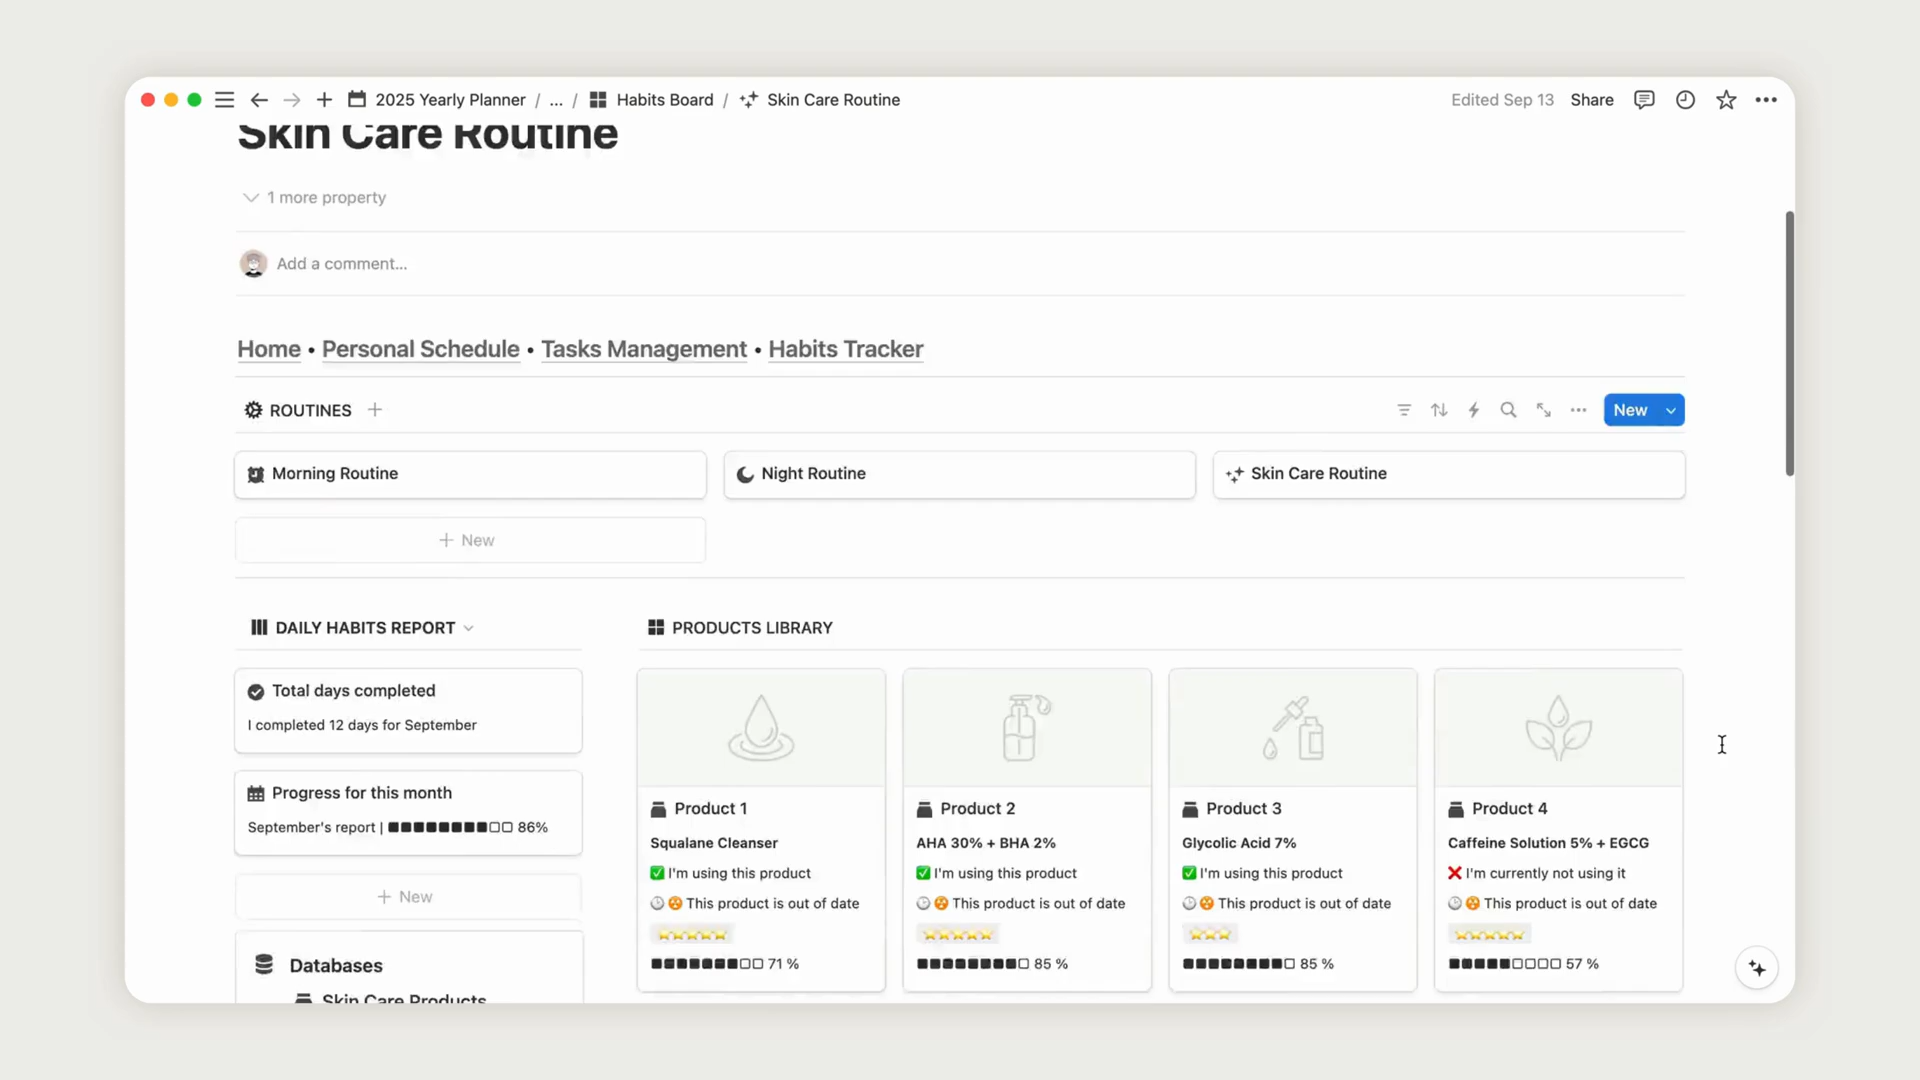 2025 Yearly Planner / ... / Habits Board / Skin Care Routine
Edited Sep 13 Share
Skin Care Routine
1 more property
Add a comment...
Home • Personal Schedule • Tasks Management • Habits Tracker
ROUTINES
New
Morning Routine
Night Routine
Skin Care Routine
+ New
DAILY HABITS REPORT
Total days completed
I completed 12 days for September
Progress for this month
September's report | ■■■■■■■■□□ 86%
+ New
Databases
Skin Care Products
PRODUCTS LIBRARY
Product 1
Squalane Cleanser
✅ I'm using this product
This product is out of date
⭐⭐⭐⭐⭐
■■■■■■■□□ 71 %
Product 2
AHA 30% + BHA 2%
✅ I'm using this product
This product is out of date
⭐⭐⭐⭐⭐
■■■■■■■■□ 85 %
Product 3
Glycolic Acid 7%
✅ I'm using this product
This product is out of date
⭐⭐⭐
■■■■■■■■□ 85 %
Product 4
Caffeine Solution 5% + EGCG
❌ I'm currently not using it
This product is out of date
⭐⭐⭐⭐⭐
■■■■■□□□□ 57 %